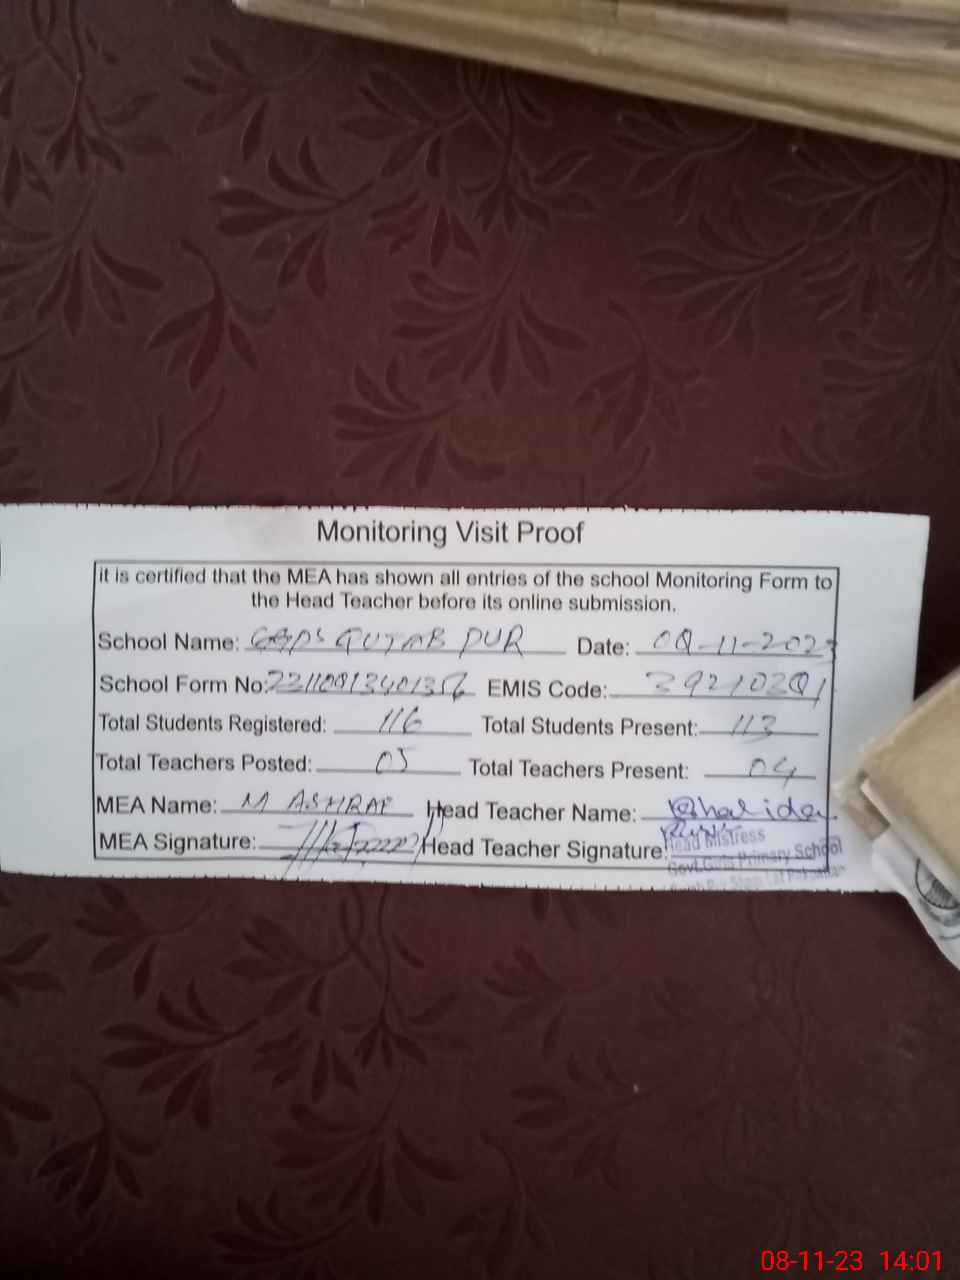 Monitoring Visit Proof
it is certified that the MEA has shown all entries of the school Monitoring Form to
the Head Teacher before its online submission.
School Name: GGPS QUTAB PUR Date: 08-11-2023
School Form No: EMIS Code:
Total Students Registered: 116 Total Students Present: 113
Total Teachers Posted: 05 Total Teachers Present: 04
MEA Name: M ASHRAF Head Teacher Name: Khalida
MEA Signature: Head Teacher Signature:
Head Mistress
Govt. Girls Primary School
08-11-23 14:01